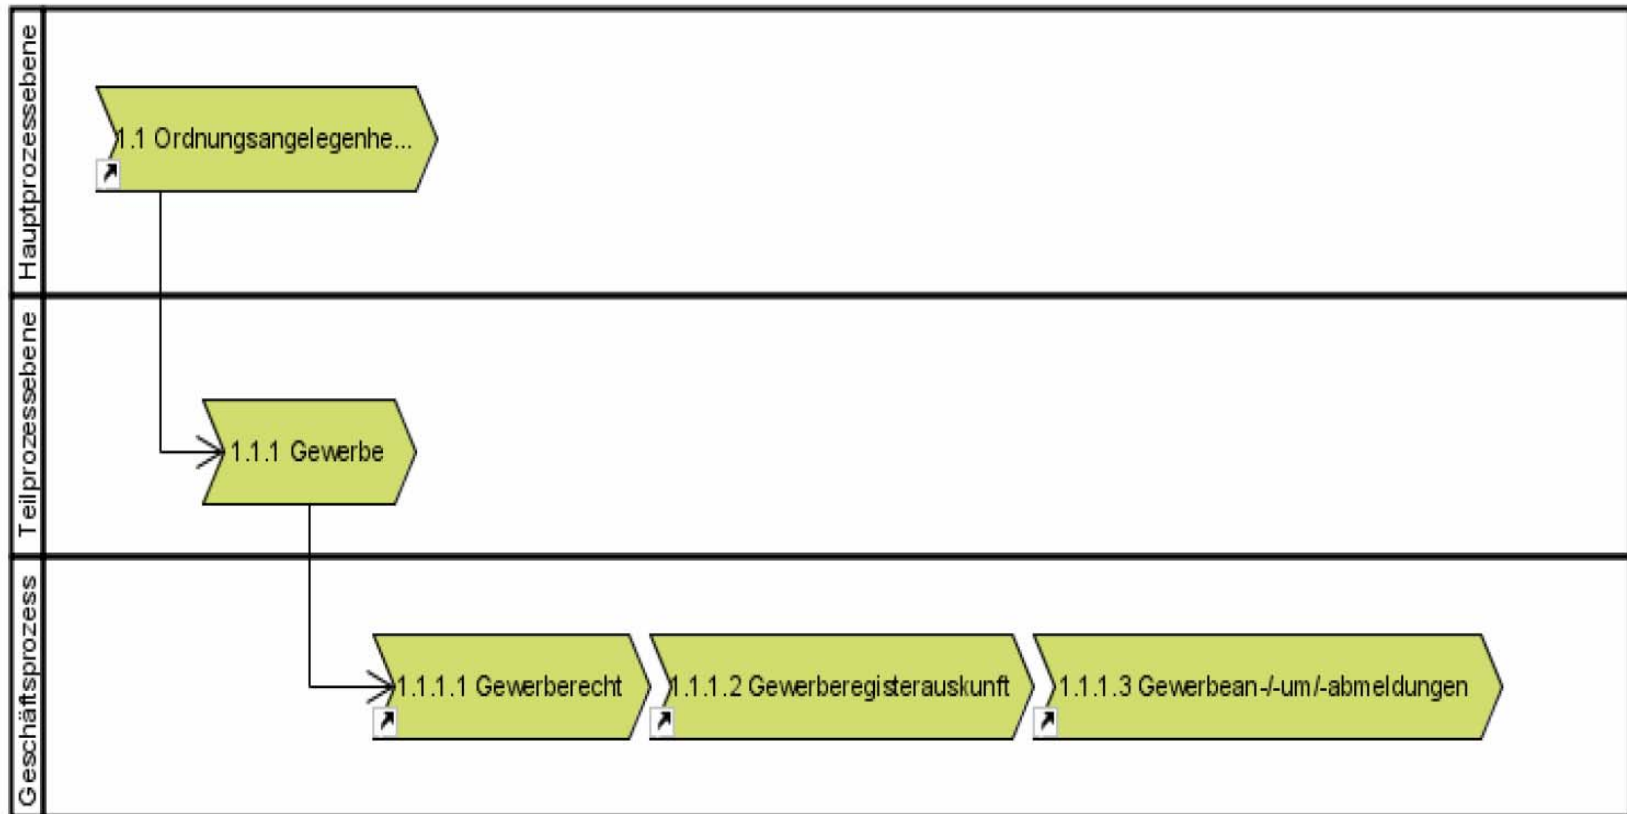 Hauptprozessebene
1.1 Ordnungsangelegenhe...
Teilprozessebene
1.1.1 Gewerbe
Geschäftsprozess
1.1.1.1 Gewerberecht
1.1.1.2 Gewerberegisterauskunft
1.1.1.3 Gewerbean-/-um/-abmeldungen